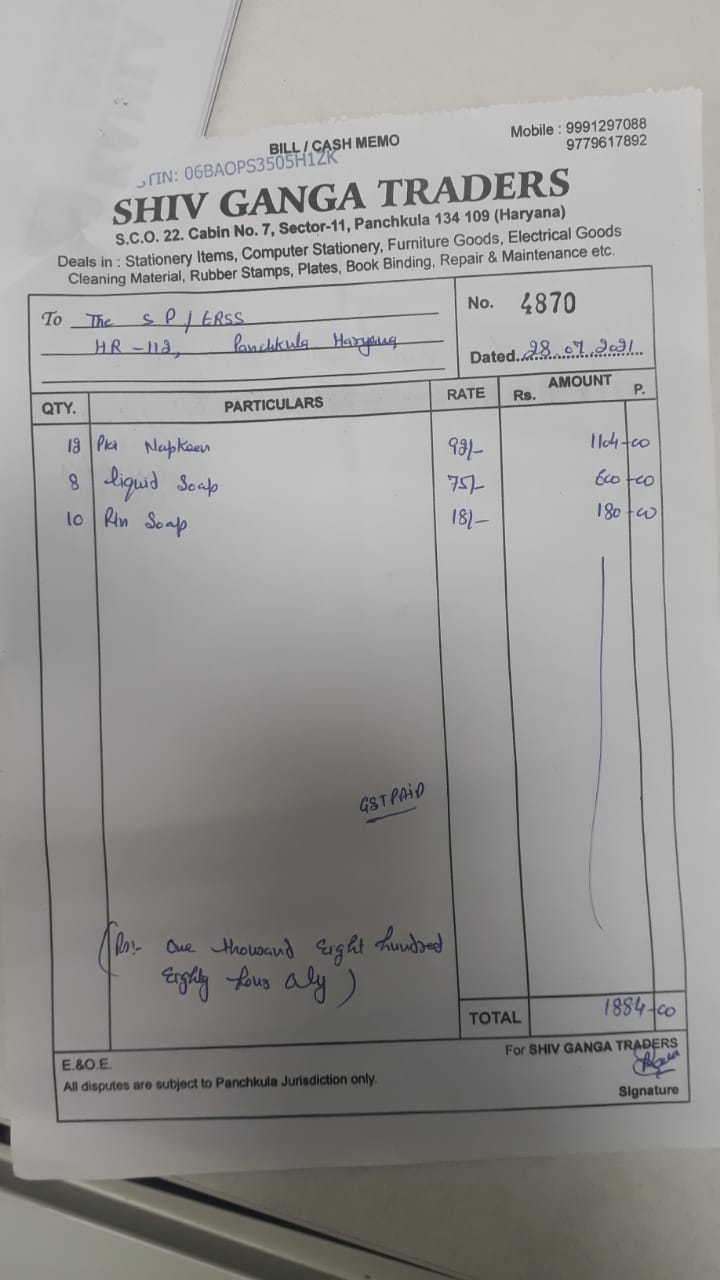 BILL / CASH MEMO
Mobile : 9991297088
9779617892
STIN: 06BAOPS3505H1ZK
SHIV GANGA TRADERS
S.C.O. 22. Cabin No. 7, Sector-11, Panchkula 134 109 (Haryana)
Deals in : Stationery Items, Computer Stationery, Furniture Goods, Electrical Goods
Cleaning Material, Rubber Stamps, Plates, Book Binding, Repair & Maintenance etc.
To The S P / ERSS
HR-112, Panchkula Haryana
No. 4870
Dated..28.07.2021....
QTY. PARTICULARS RATE Rs. AMOUNT P.
12 Pkt Napkeen 92/- 1104-00
8 liquid Soap 75/- 600-00
10 Rin Soap 18/- 180-00
GST PAID
(Rs:- One thousand Eight hundred
Eighty four only)
TOTAL 1884-00
E.&O.E.
All disputes are subject to Panchkula Jurisdiction only.
For SHIV GANGA TRADERS
Signature